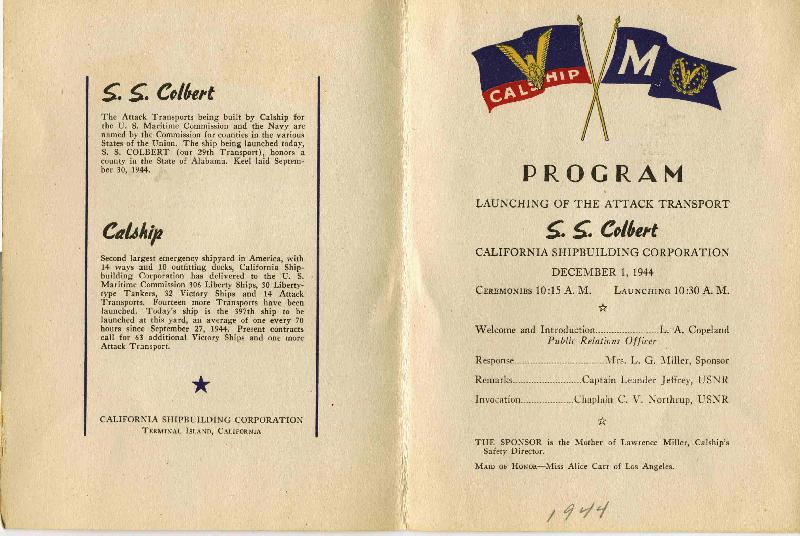 S. S. Colbert
The Attack Transports being built by Calship for
the U. S. Maritime Commission and the Navy are
named by the Commission for counties in the various
States of the Union. The ship being launched today,
S. S. COLBERT (our 29th Transport), honors a
county in the State of Alabama. Keel laid Septem-
ber 30, 1944.
Calship
Second largest emergency shipyard in America, with
14 ways and 10 outfitting docks, California Ship-
building Corporation has delivered to the U. S.
Maritime Commission 306 Liberty Ships, 30 Liberty-
type Tankers, 32 Victory Ships and 14 Attack
Transports. Fourteen more Transports have been
launched. Today's ship is the 397th ship to be
launched at this yard, an average of one every 70
hours since September 27, 1944. Present contracts
call for 63 additional Victory Ships and one more
Attack Transport.
CALIFORNIA SHIPBUILDING CORPORATION
TERMINAL ISLAND, CALIFORNIA
CALSHIP
M
PROGRAM
LAUNCHING OF THE ATTACK TRANSPORT
S. S. Colbert
CALIFORNIA SHIPBUILDING CORPORATION
DECEMBER 1, 1944
CEREMONIES 10:15 A. M. LAUNCHING 10:30 A. M.
Welcome and Introduction....................L. A. Copeland
Public Relations Officer
Response............................Mrs. L. G. Miller, Sponsor
Remarks.....................Captain Leander Jeffrey, USNR
Invocation.................Chaplain C. V. Northrup, USNR
THE SPONSOR is the Mother of Lawrence Miller, Calship's
Safety Director.
MAID OF HONOR—Miss Alice Carr of Los Angeles.
1944